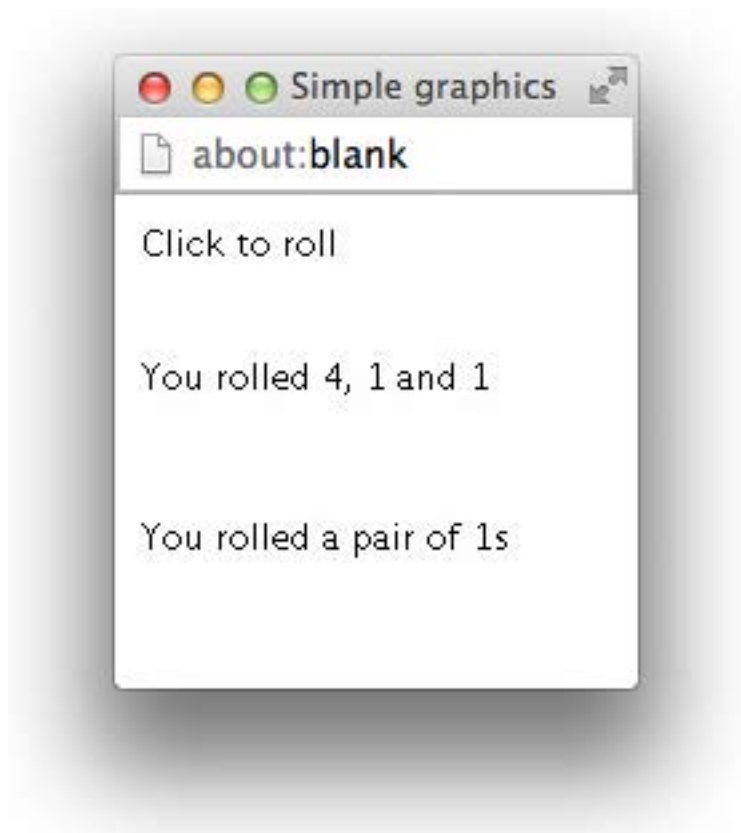 Simple graphics
about:blank
Click to roll
You rolled 4, 1 and 1
You rolled a pair of 1s